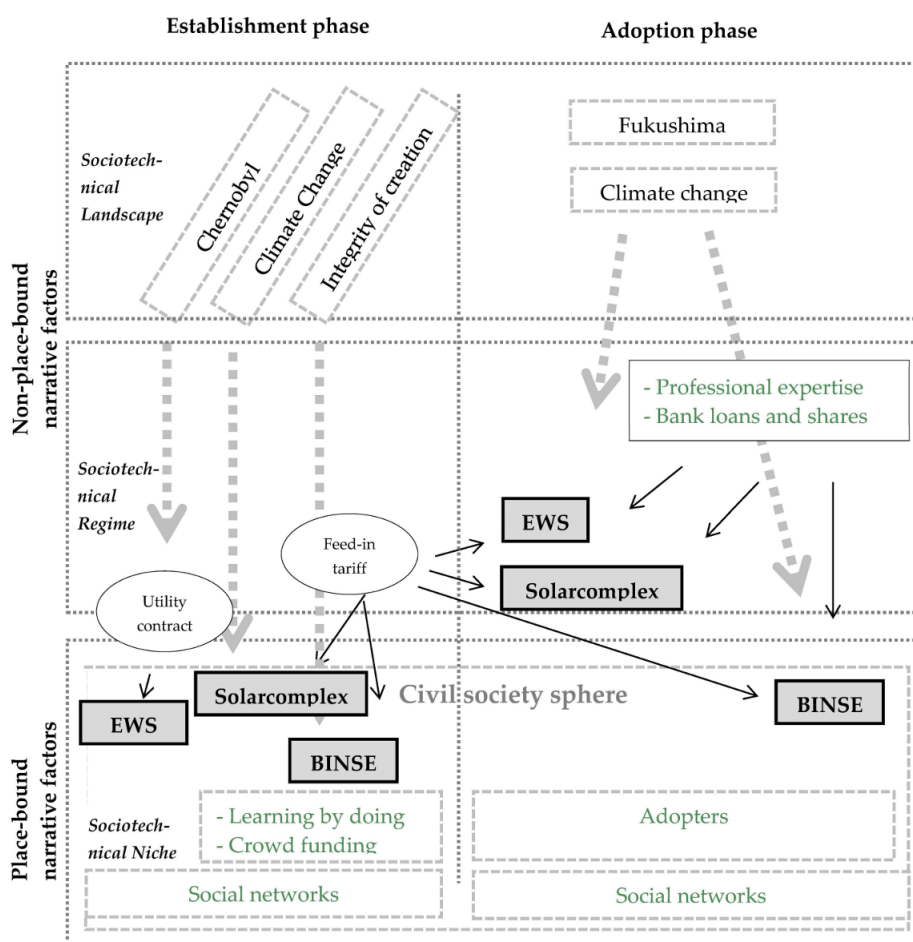 Establishment phase
Adoption phase
Non-place-bound
narrative factors
Sociotech-
nical
Landscape
Chernobyl
Climate Change
Integrity of creation
Fukushima
Climate change
- Professional expertise
- Bank loans and shares
Sociotech-
nical
Regime
EWS
Feed-in
tariff
Solarcomplex
Utility
contract
Place-bound
narrative factors
Solarcomplex
Civil society sphere
BINSE
EWS
BINSE
Sociotech-
nical Niche
- Learning by doing
- Crowd funding
Adopters
Social networks
Social networks